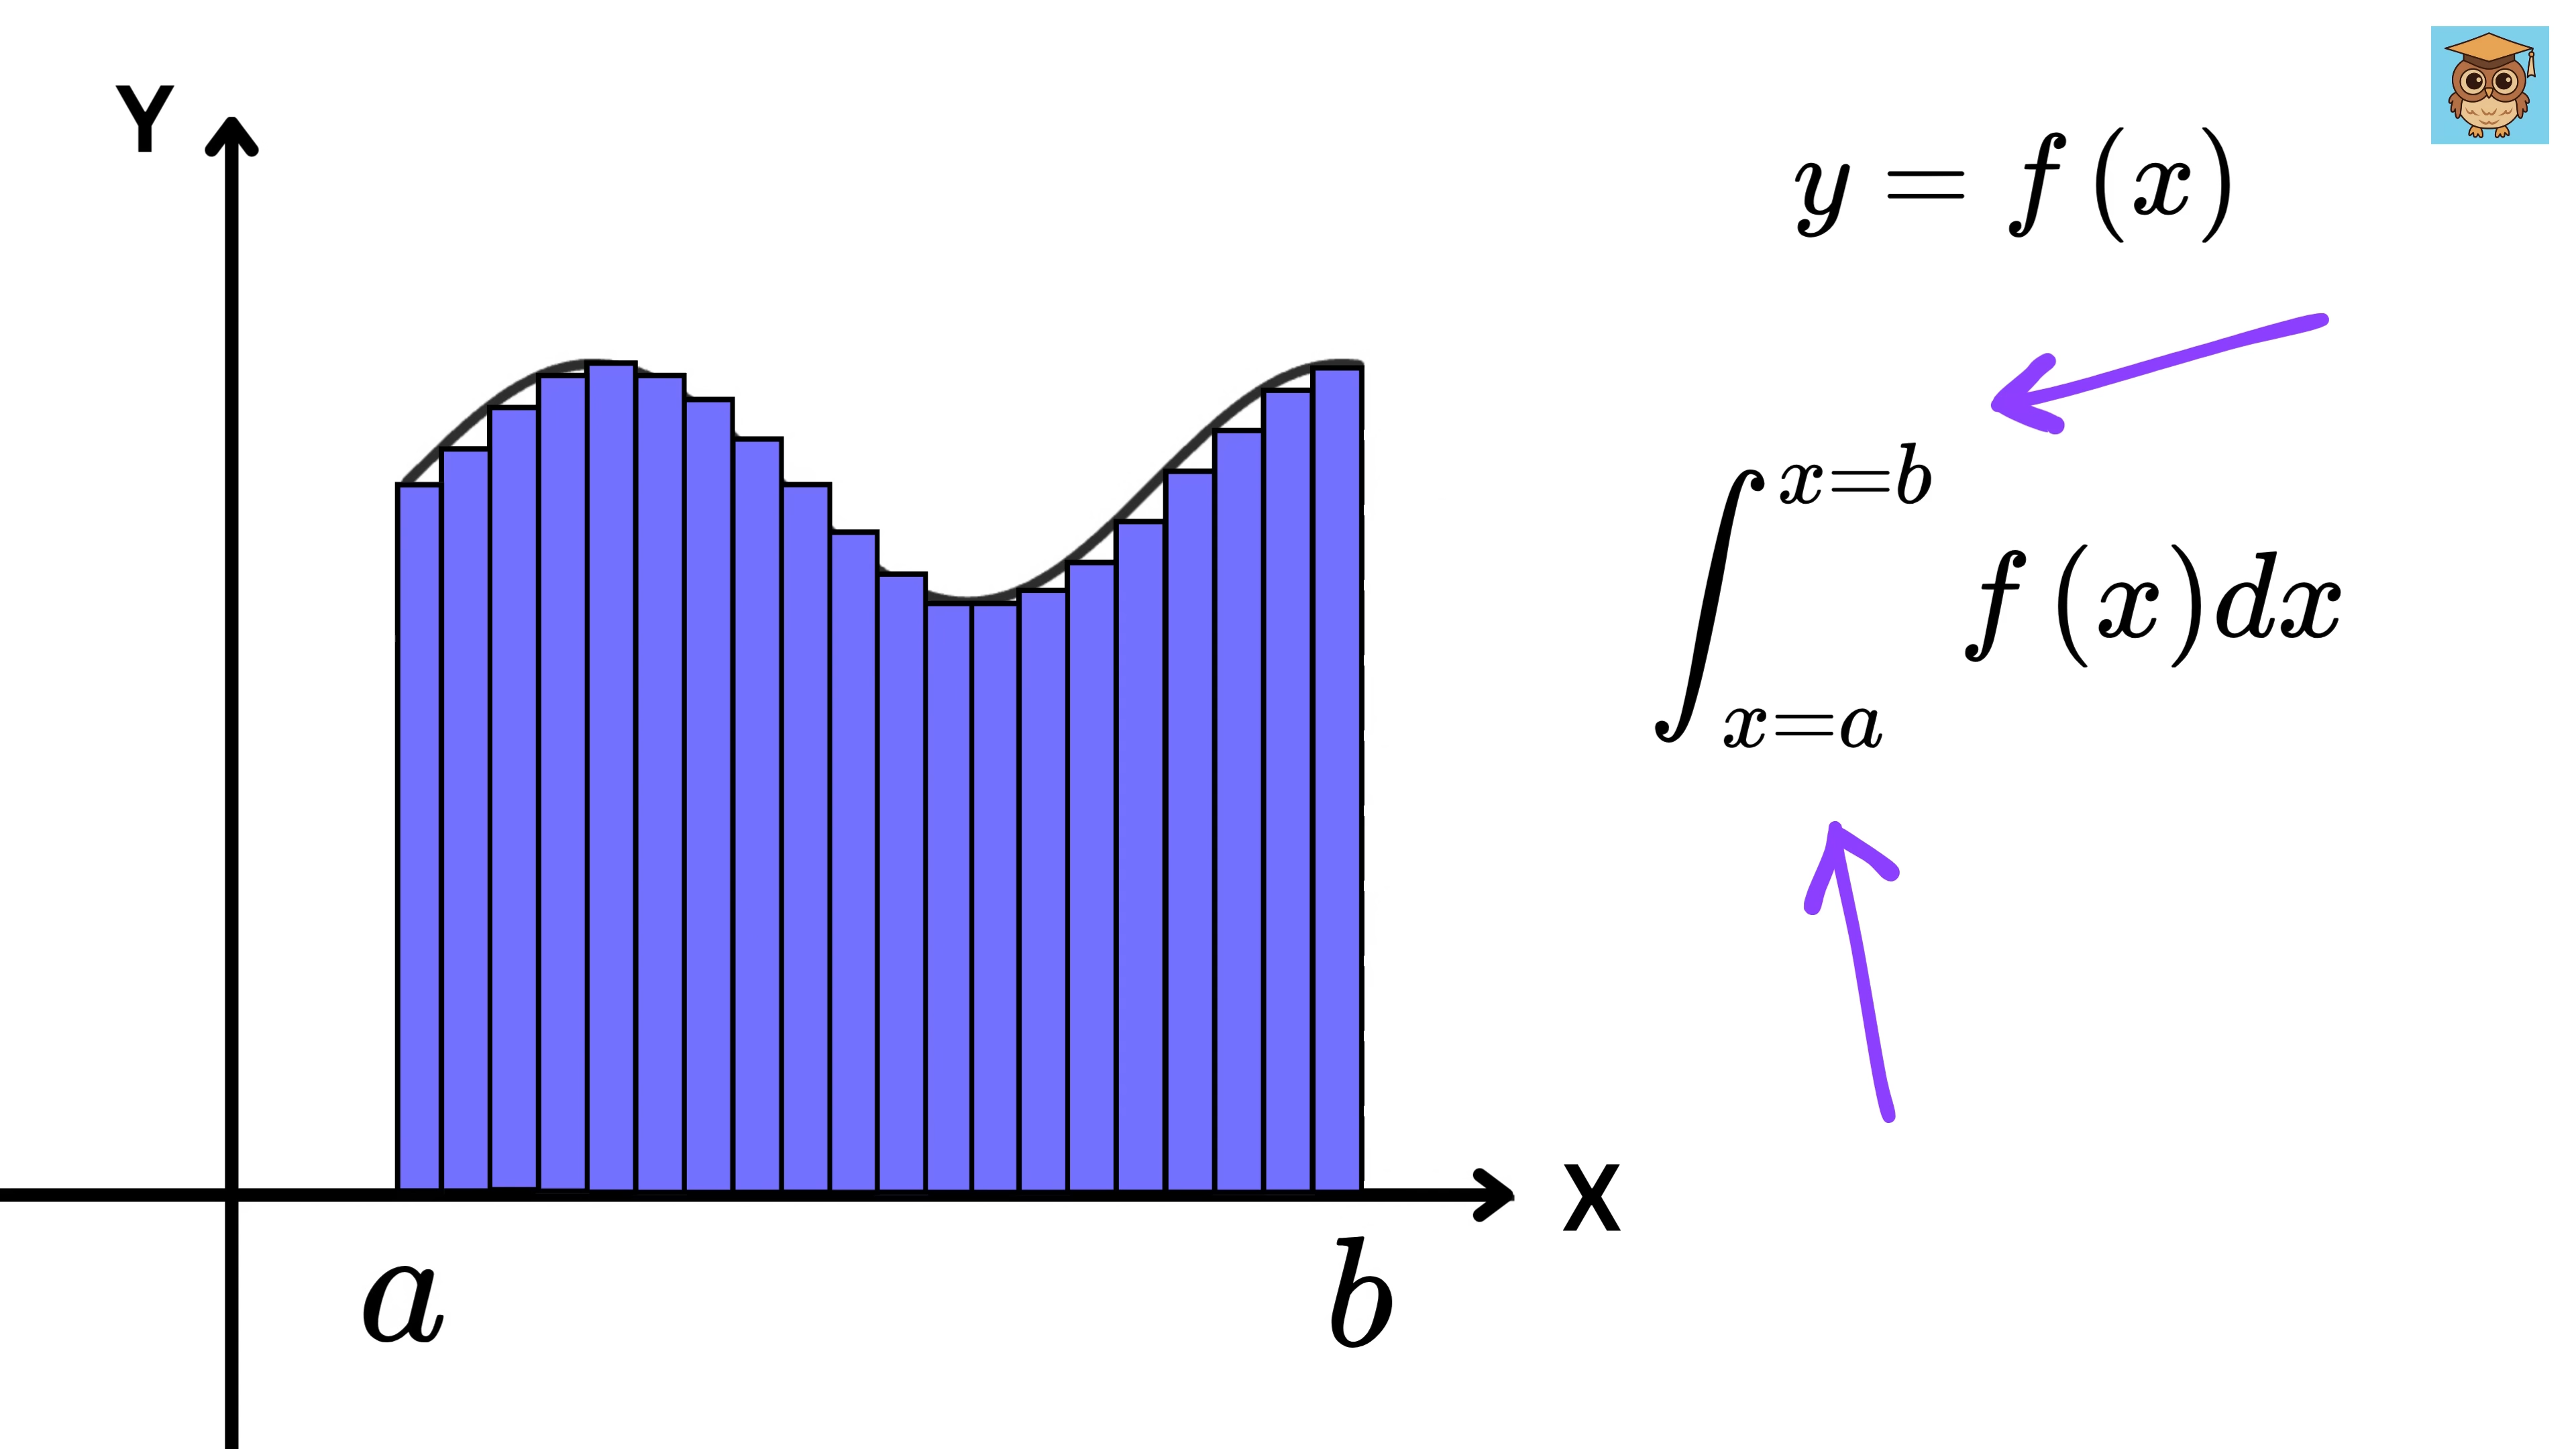 Y
y = f(x)
∫_{x=a}^{x=b} f(x)dx
X
a
b